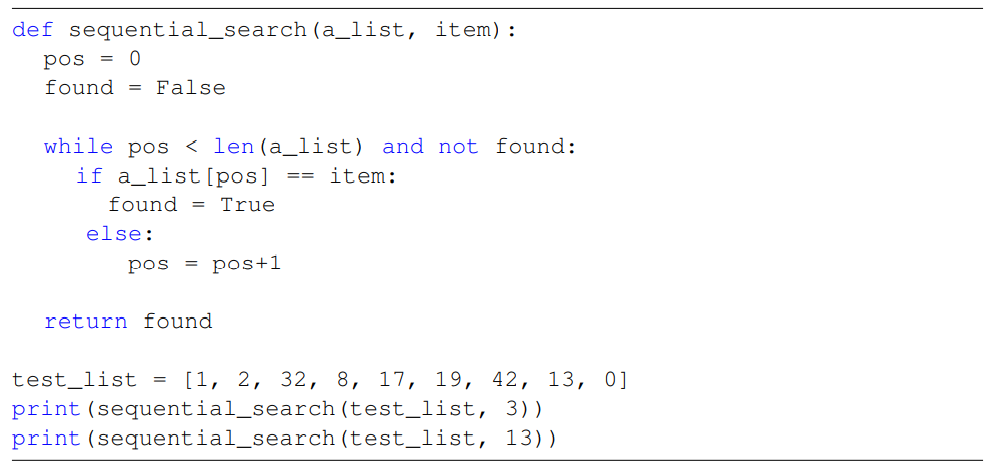 def sequential_search(a_list, item):
  pos = 0
  found = False

  while pos < len(a_list) and not found:
    if a_list[pos] == item:
      found = True
     else:
       pos = pos+1

  return found

test_list = [1, 2, 32, 8, 17, 19, 42, 13, 0]
print(sequential_search(test_list, 3))
print(sequential_search(test_list, 13))